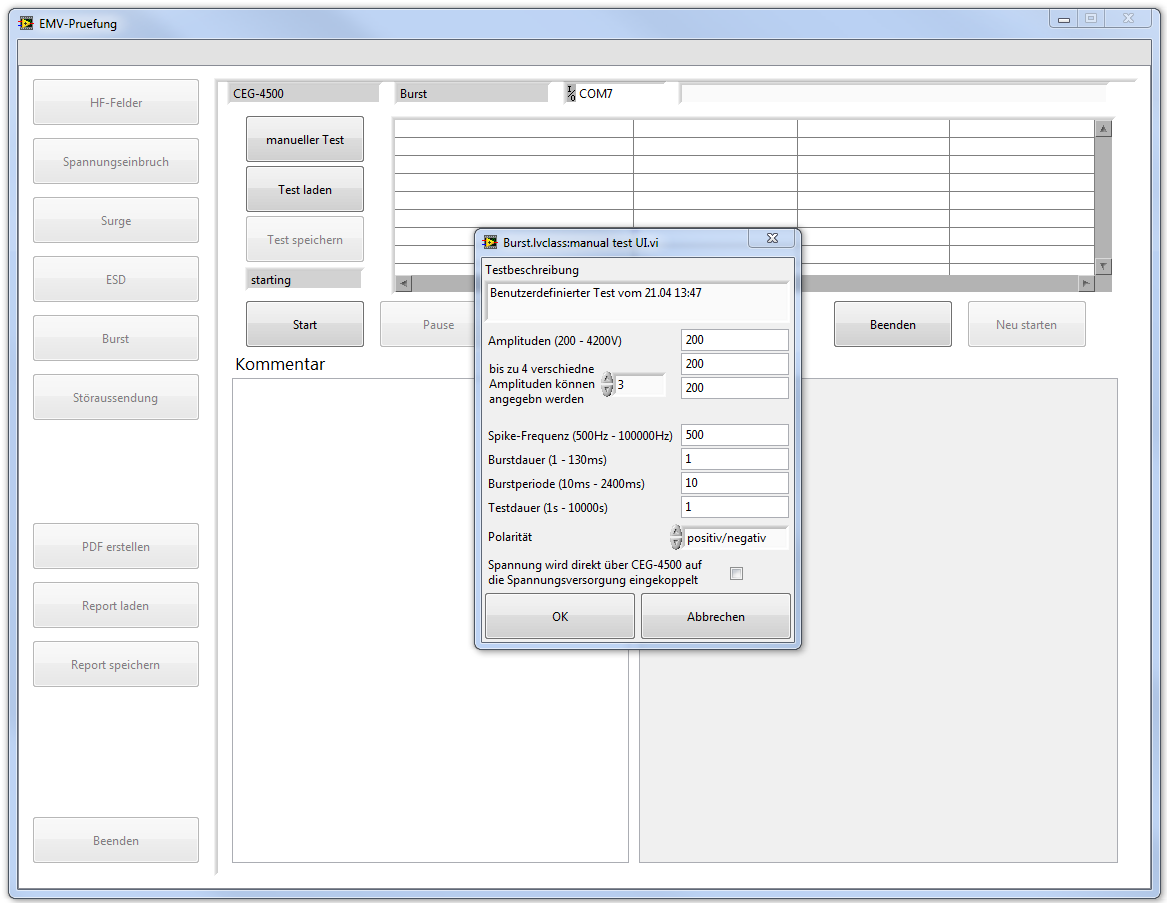 EMV-Pruefung
HF-Felder
Spannungseinbruch
Surge
ESD
Burst
Störaussendung
PDF erstellen
Report laden
Report speichern
Beenden
CEG-4500
Burst
I/O COM7
manueller Test
Test laden
Test speichern
starting
Start
Pause
Beenden
Neu starten
Kommentar
Burst.lvclass:manual test UI.vi
Testbeschreibung
Benutzerdefinierter Test vom 21.04 13:47
Amplituden (200 - 4200V)
200
200
200
bis zu 4 verschiedne
Amplituden können
angegebn werden
3
Spike-Frequenz (500Hz - 100000Hz)
500
Burstdauer (1 - 130ms)
1
Burstperiode (10ms - 2400ms)
10
Testdauer (1s - 10000s)
1
Polarität
positiv/negativ
Spannung wird direkt über CEG-4500 auf
die Spannungsversorgung eingekoppelt
OK
Abbrechen